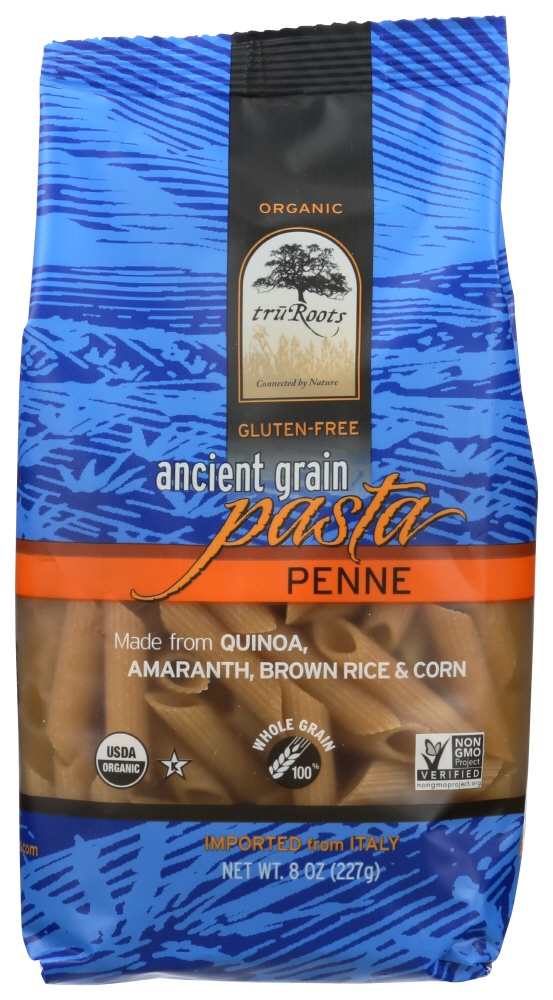 ORGANIC
trūRoots
Connected by Nature
GLUTEN-FREE
ancient grain
pasta
PENNE
Made from QUINOA,
AMARANTH, BROWN RICE & CORN
USDA
ORGANIC
K
WHOLE GRAIN
100%
NON
GMO
Project
VERIFIED
nongmoproject.org
.com
IMPORTED from ITALY
NET WT. 8 OZ (227g)